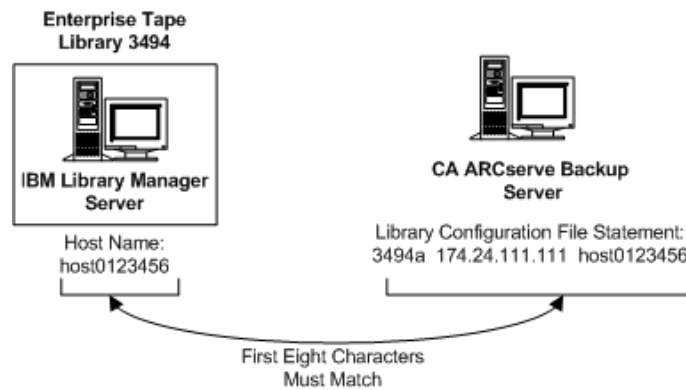 Enterprise Tape
Library 3494
IBM Library Manager
Server
Host Name:
host0123456
CA ARCserve Backup
Server
Library Configuration File Statement:
3494a 174.24.111.111 host0123456
First Eight Characters
Must Match